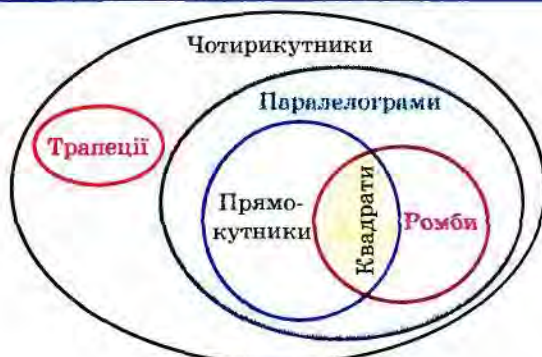 Чотирикутники
Паралелограми
Трапеції
Прямо-
кутники
Квадрати
Ромби